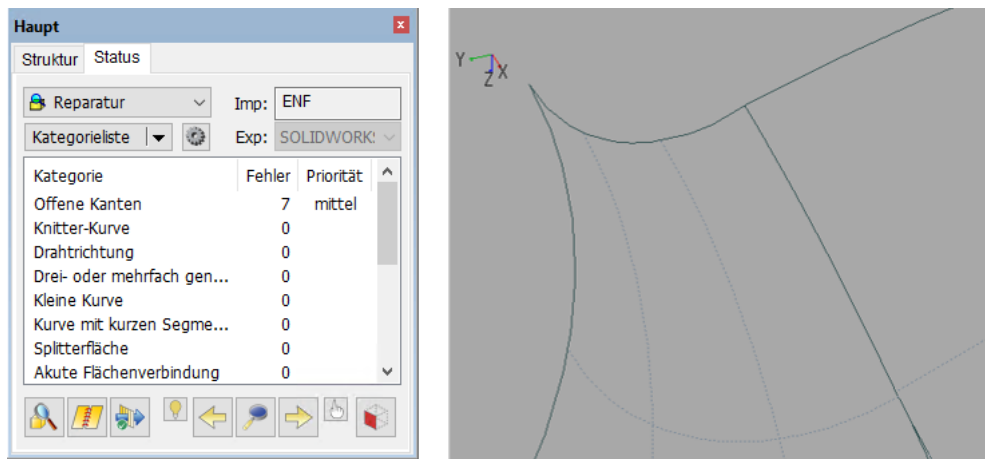 Haupt
Struktur Status
Reparatur Imp: ENF
Kategorieliste Exp: SOLIDWORK:
Kategorie Fehler Priorität
Offene Kanten 7 mittel
Knitter-Kurve 0
Drahtrichtung 0
Drei- oder mehrfach gen... 0
Kleine Kurve 0
Kurve mit kurzen Segme... 0
Splitterfläche 0
Akute Flächenverbindung 0
Y
Z X